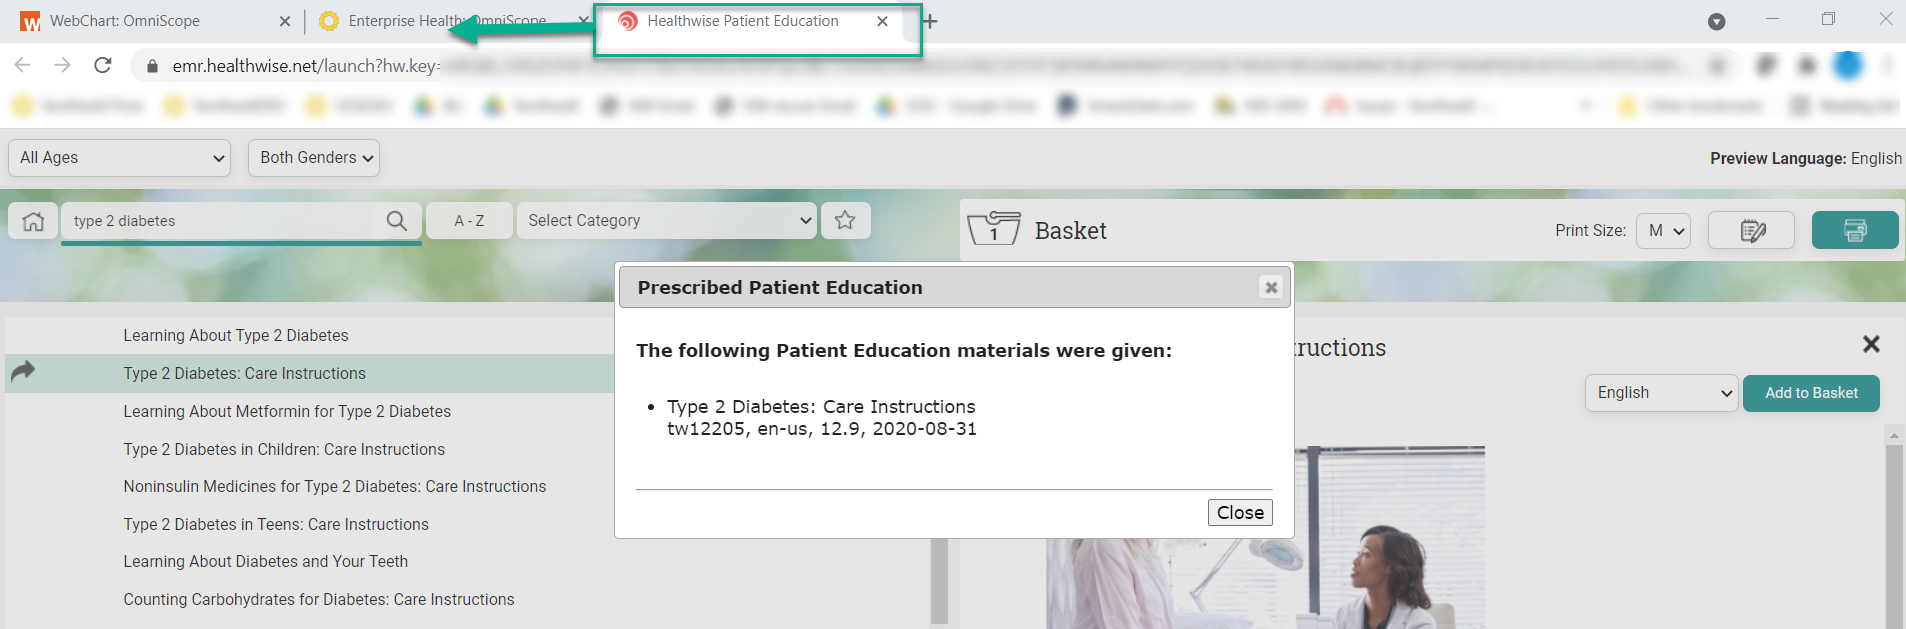 WebChart: OmniScope
Enterprise Health: OmniScope
Healthwise Patient Education
emr.healthwise.net/launch?hw.key=
All Ages
Both Genders
Preview Language: English
type 2 diabetes
A - Z
Select Category
1
Basket
Print Size:
M
Prescribed Patient Education
The following Patient Education materials were given:
• Type 2 Diabetes: Care Instructions
tw12205, en-us, 12.9, 2020-08-31
Close
Learning About Type 2 Diabetes
Type 2 Diabetes: Care Instructions
Learning About Metformin for Type 2 Diabetes
Type 2 Diabetes in Children: Care Instructions
Noninsulin Medicines for Type 2 Diabetes: Care Instructions
Type 2 Diabetes in Teens: Care Instructions
Learning About Diabetes and Your Teeth
Counting Carbohydrates for Diabetes: Care Instructions
ructions
English
Add to Basket